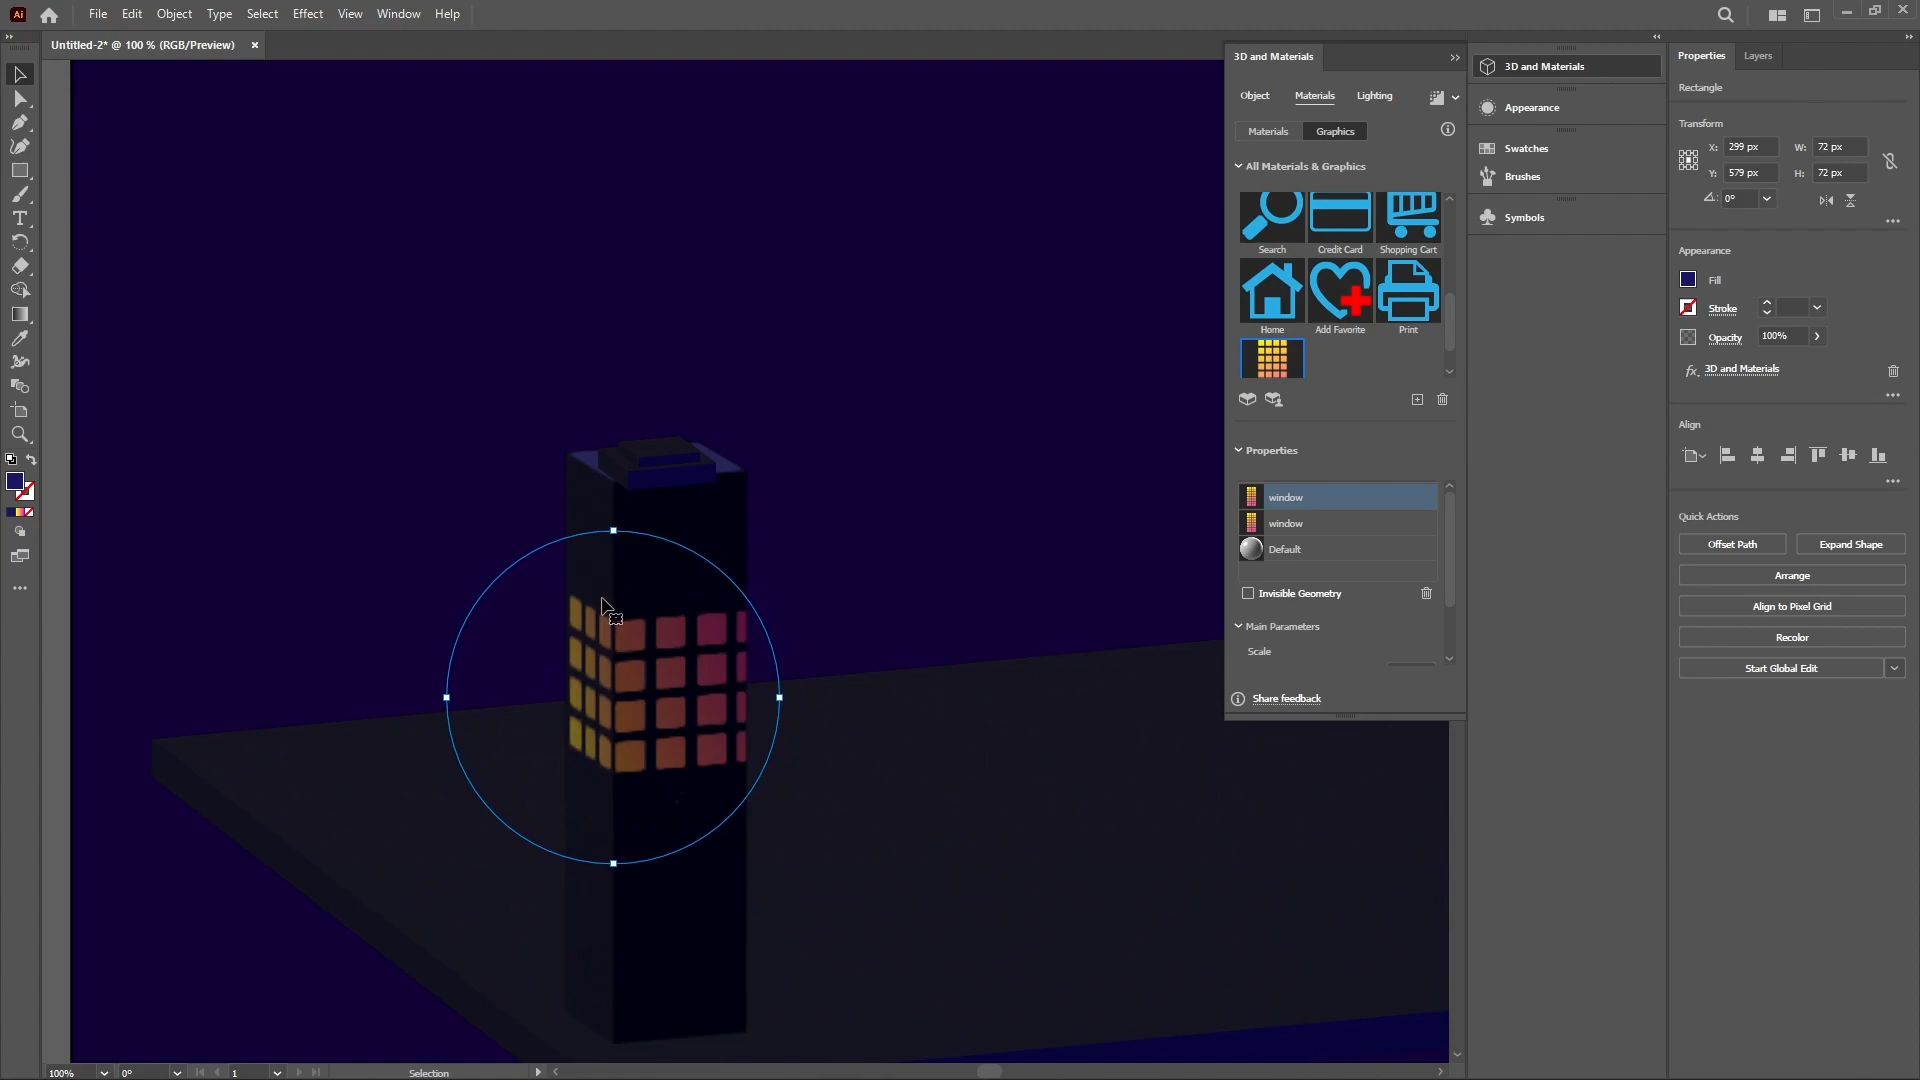 Ai
File Edit Object Type Select Effect View Window Help
Untitled-2* @ 100 % (RGB/Preview)
3D and Materials
Object Materials Lighting
Materials Graphics
All Materials & Graphics
Search Credit Card Shopping Cart
Home Add Favorite Print
Properties
window
window
Default
Invisible Geometry
Main Parameters
Scale
Share feedback
3D and Materials
Appearance
Swatches
Brushes
Symbols
Properties Layers
Rectangle
Transform
X: 299 px W: 72 px
Y: 579 px H: 72 px
0°
Appearance
Fill
Stroke
Opacity 100%
fx. 3D and Materials
Align
Quick Actions
Offset Path Expand Shape
Arrange
Align to Pixel Grid
Recolor
Start Global Edit
100% 0° 1 Selection